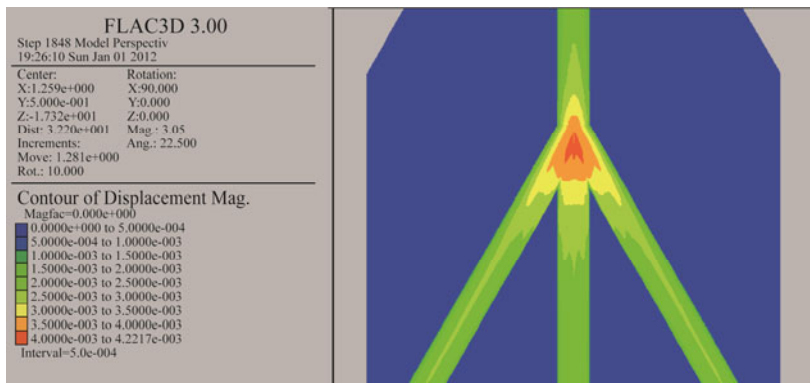 FLAC3D 3.00
Step 1848 Model Perspectiv
19:26:10 Sun Jan 01 2012
Center: Rotation:
X:1.259e+000 X:90.000
Y:5.000e-001 Y:0.000
Z:-1.732e+001 Z:0.000
Dist: 3.220e+001 Mag.: 3.05
Increments: Ang.: 22.500
Move: 1.281e+000
Rot.: 10.000
Contour of Displacement Mag.
Magfac=0.000e+000
0.0000e+000 to 5.0000e-004
5.0000e-004 to 1.0000e-003
1.0000e-003 to 1.5000e-003
1.5000e-003 to 2.0000e-003
2.0000e-003 to 2.5000e-003
2.5000e-003 to 3.0000e-003
3.0000e-003 to 3.5000e-003
3.5000e-003 to 4.0000e-003
4.0000e-003 to 4.2217e-003
Interval=5.0e-004